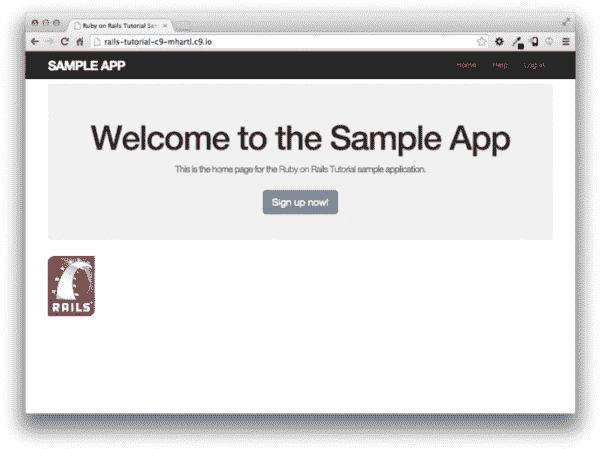 Ruby on Rails Tutorial Sam
rails-tutorial-c9-mhartl.c9.io
SAMPLE APP
Home Help Log in
Welcome to the Sample App
This is the home page for the Ruby on Rails Tutorial sample application.
Sign up now!
RAILS